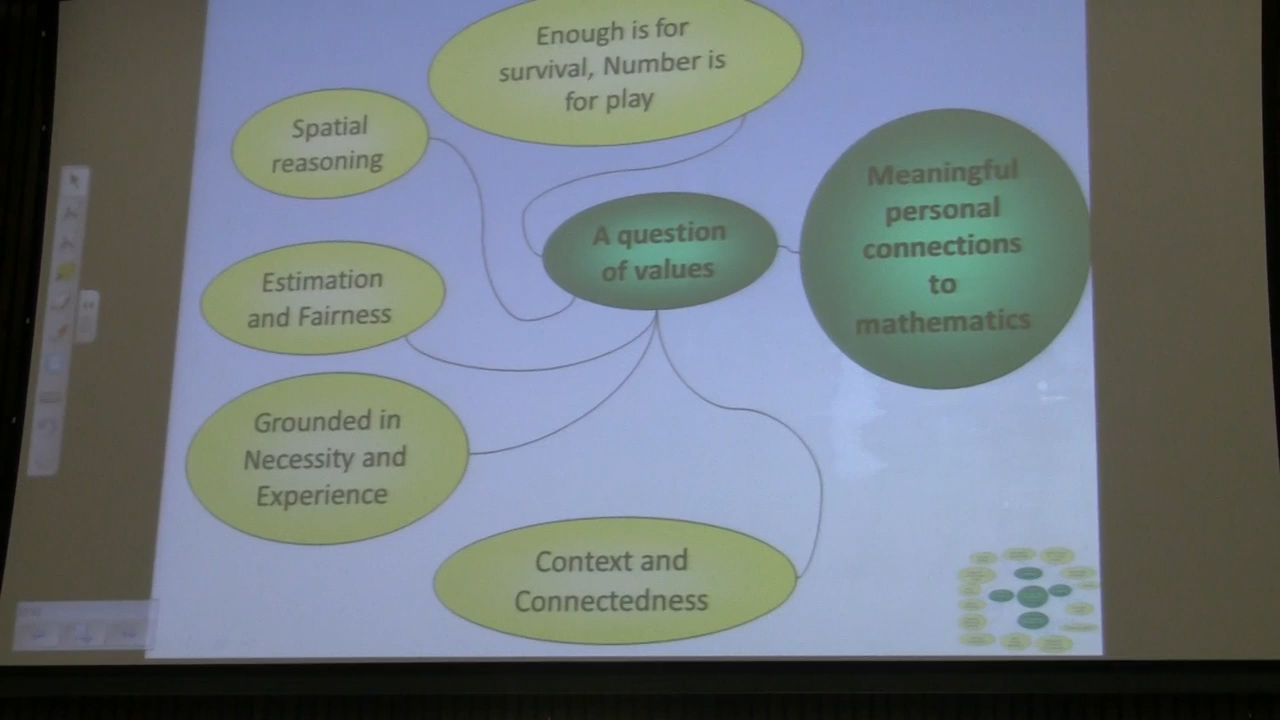 Enough is for
survival, Number is
for play
Spatial
reasoning
A question
of values
Meaningful
personal
connections
to
mathematics
Estimation
and Fairness
Grounded in
Necessity and
Experience
Context and
Connectedness